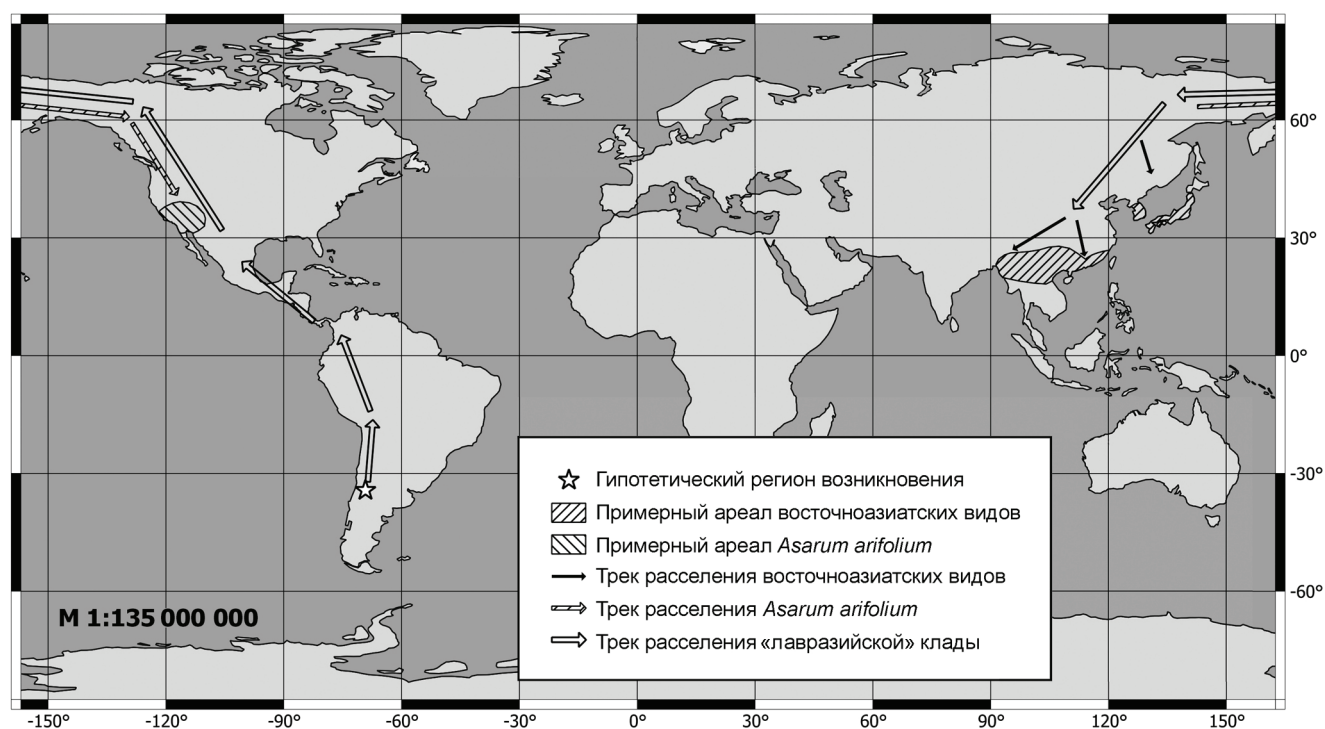 60°
30°
0°
-30°
-60°
М 1:135 000 000
Гипотетический регион возникновения
Примерный ареал восточноазиатских видов
Примерный ареал Asarum arifolium
Трек расселения восточноазиатских видов
Трек расселения Asarum arifolium
Трек расселения «лавразийской» клады
-150° -120° -90° -60° -30° 0° 30° 60° 90° 120° 150°